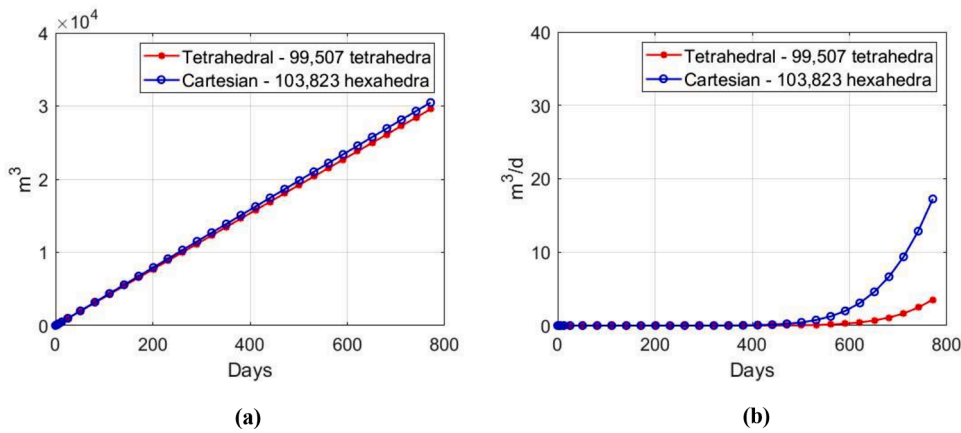 ×10⁴
4
3
2
1
0
m³
0
200
400
600
800
Days
Tetrahedral - 99,507 tetrahedra
Cartesian - 103,823 hexahedra
(a)
40
30
20
10
0
m³/d
0
200
400
600
800
Days
Tetrahedral - 99,507 tetrahedra
Cartesian - 103,823 hexahedra
(b)